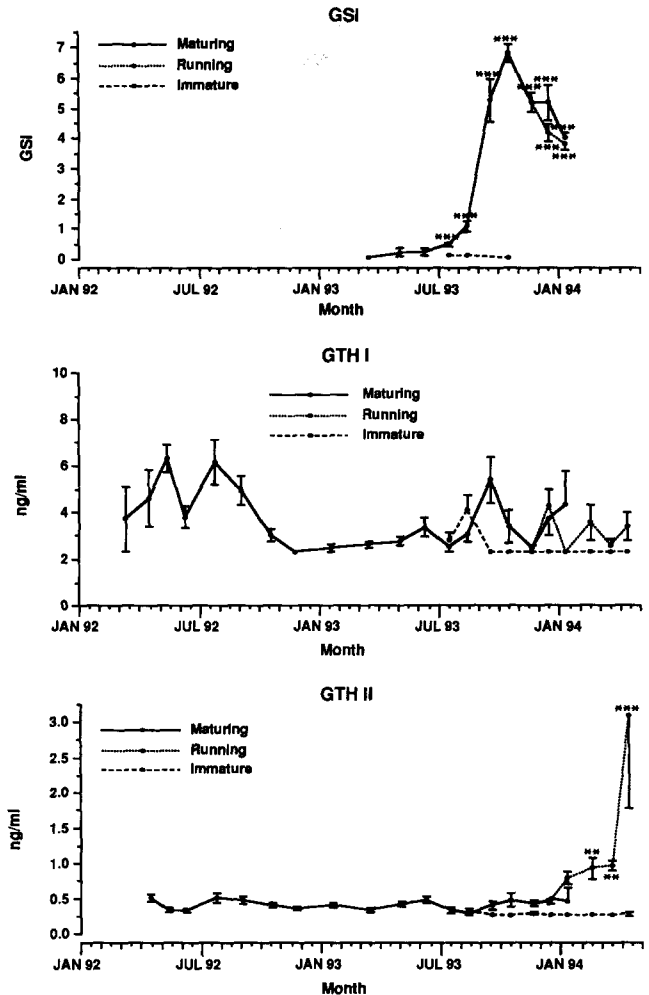 GSI
7
6
5
4
3
2
1
0
GSI
Maturing
Running
Immature
*** *** *** *** *** *** *** *** ***
JAN 92 JUL 92 JAN 93 JUL 93 JAN 94
Month
GTH I
10
8
6
4
2
0
ng/ml
Maturing
Running
Immature
JAN 92 JUL 92 JAN 93 JUL 93 JAN 94
Month
GTH II
3.0
2.5
2.0
1.5
1.0
0.5
0.0
ng/ml
Maturing
Running
Immature
***
**
**
JAN 92 JUL 92 JAN 93 JUL 93 JAN 94
Month